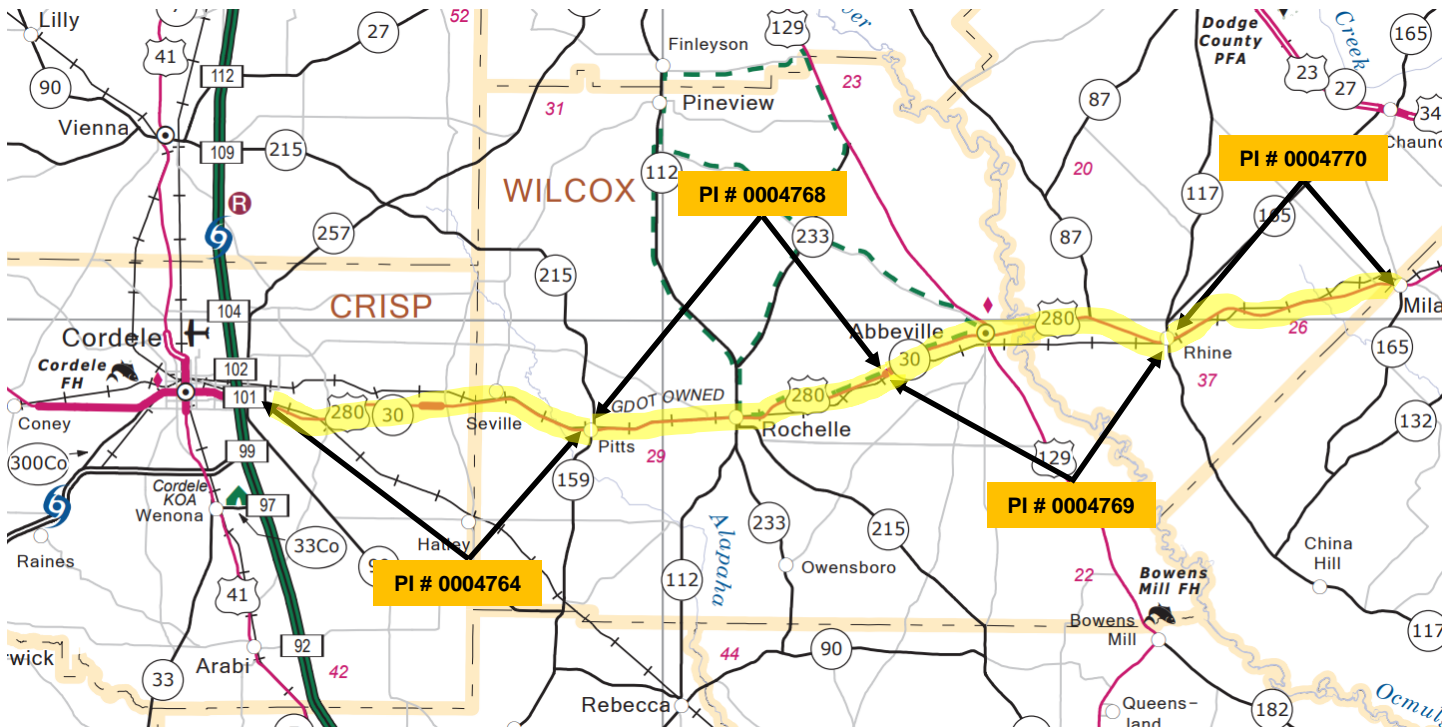 Lilly
41
27
52
112
90
Vienna
109
215
R
257
104
CRISP
Cordele
Cordele
FH
102
101
Coney
280
30
Seville
99
300Co
Cordele
KOA
Wenona
97
33Co
Raines
Hatley
PI # 0004764
41
92
Arabi
42
33
wick
Finleyson
129
31
Pineview
23
WILCOX
112
PI # 0004768
233
215
Abbeville
30
280
GDOT OWNED
Rochelle
Pitts
29
159
Alapaha
233
215
Owensboro
112
90
44
Rebecca
Creek
Dodge
County
PFA
165
23
27
34
Chaunc
87
20
PI # 0004770
117
165
87
280
Mila
26
Rhine
37
165
132
129
PI # 0004769
22
Bowens
Mill FH
Bowens
Mill
China
Hill
117
Queens-
land
182
Ocmul